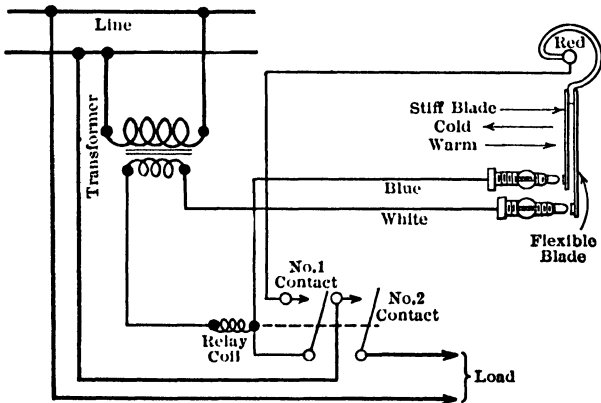 Line
Red
Transformer
Stiff Blade
Cold
Warm
Blue
White
Flexible
Blade
No.1
Contact
No.2
Contact
Relay
Coil
Load